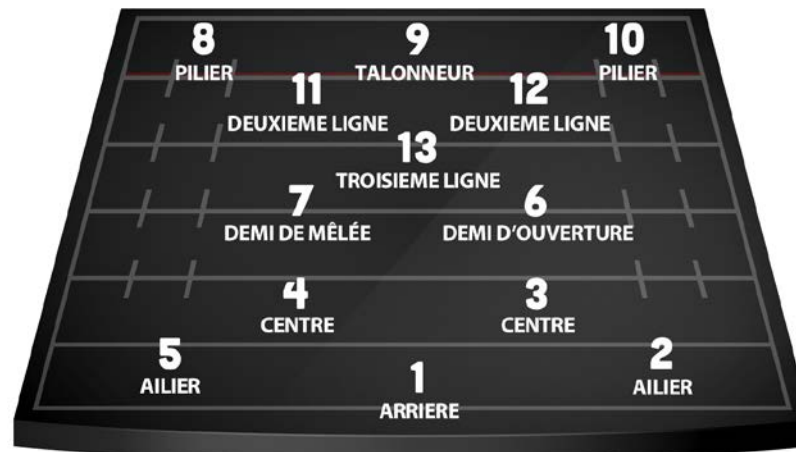 8 9 10
PILIER TALONNEUR PILIER
11 12
DEUXIEME LIGNE DEUXIEME LIGNE
13
TROISIEME LIGNE
7 6
DEMI DE MÊLÉE DEMI D'OUVERTURE
4 3
CENTRE CENTRE
5 2
AILIER AILIER
1
ARRIERE